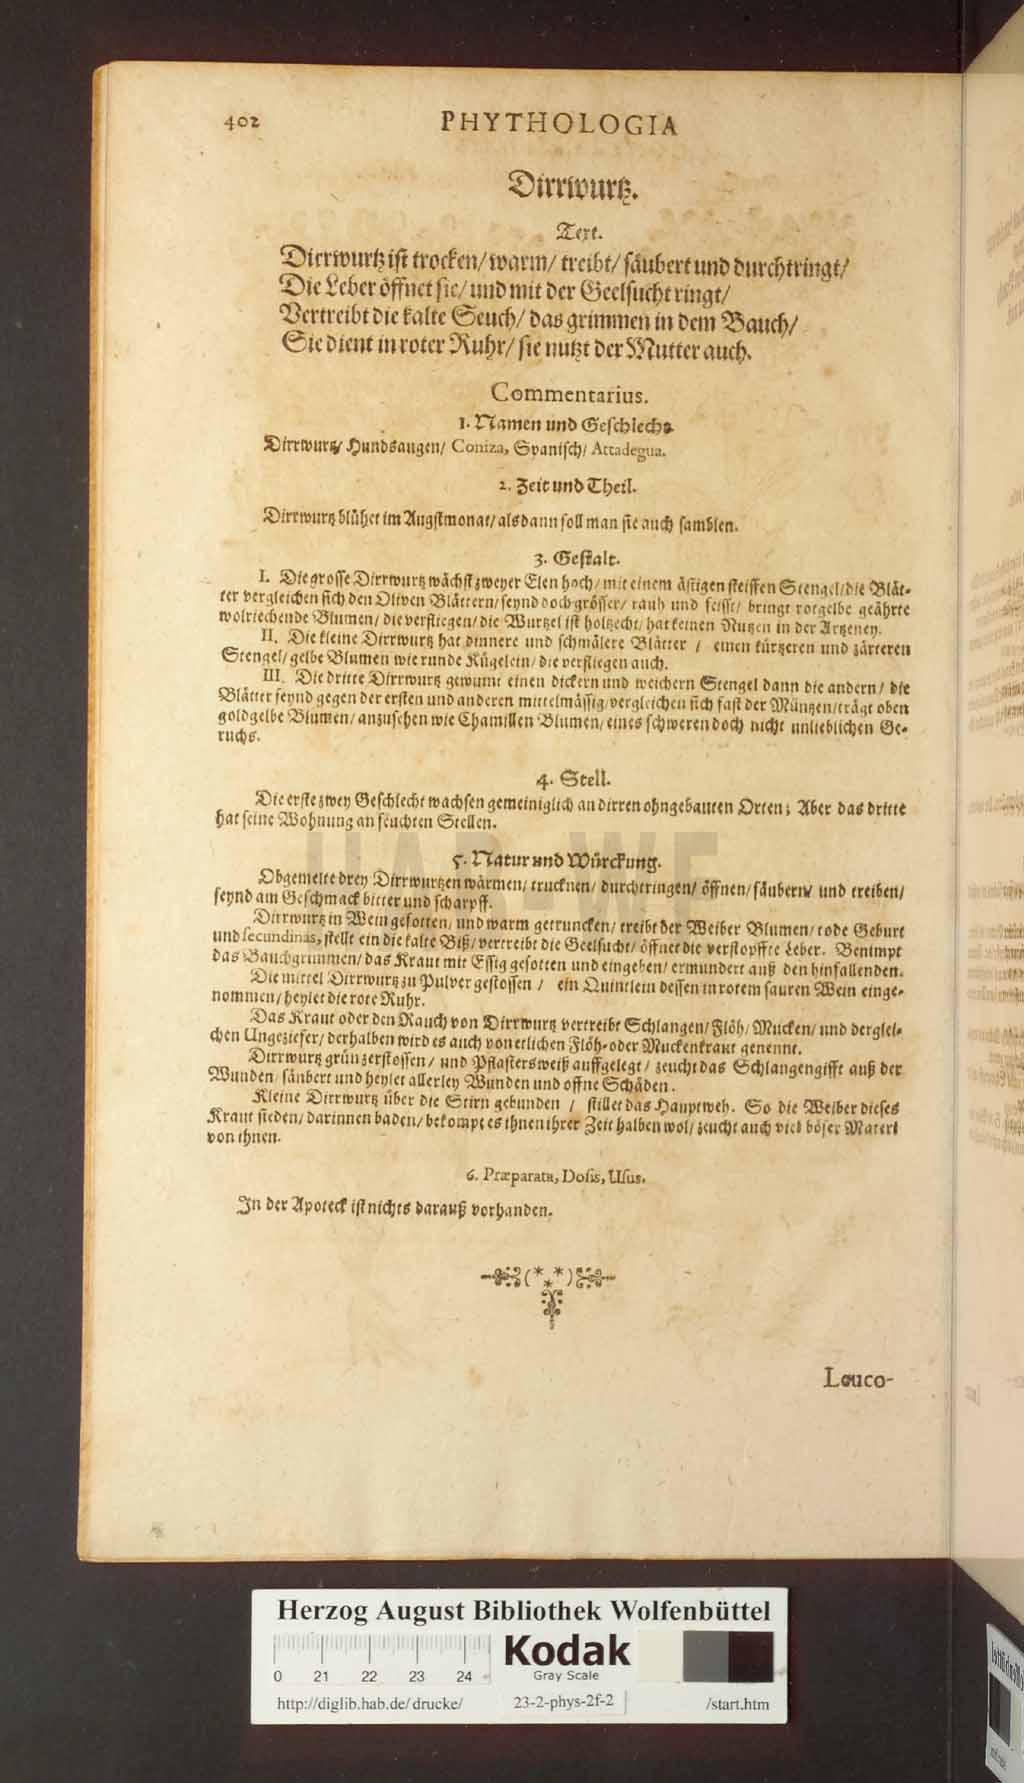 402 PHYTHOLOGIA
Dirrwurtz.
Text.
Dirrwurtz ist trocken/ warm/ treibt/ säubert und durchtringt/
Die Leber öffnet sie/ und mit der Geelsucht ringt/
Vertreibt die kalte Seuch/ das grimmen in dem Bauch/
Sie dient in roter Ruhr/ sie nutzt der Mutter auch.
Commentarius.
1. Namen und Geschlecht.
Dirrwurtz/ Hundsaugen/ Coniza, Spanisch/ Attadegua.
2. Zeit und Theil.
Dirrwurtz blühet im Augstmonat/ alsdann soll man sie auch samblen.
3. Gestalt.
I. Die grosse Dirrwurtz wächst zweyer Elen hoch/ mit einem ästigen steiffen Stengel/ die Blät-
ter vergleichen sich den Oliven Blättern/ seynd doch grösser/ rauh und feißt/ bringt rotgelbe geährte
wolriechende Blumen/ die verfliegen/ die Wurtzel ist holtzecht/ hat keinen Nutzen in der Artzeney.
II. Die kleine Dirrwurtz hat dinnere und schmälere Blätter / einen kürtzeren und zärteren
Stengel/ gelbe Blumen wie runde Kügelein/ die verfliegen auch.
III. Die dritte Dirrwurtz gewinnt einen dickern und weichern Stengel dann die andern/ die
Blätter seynd gegen der ersten und anderen mittelmässig/ vergleichen sich fast der Müntzen/ trägt oben
goldgelbe Blumen/ anzusehen wie Chamillen Blumen/ eines schweren doch nicht unlieblichen Ge-
ruchs.
4. Stell.
Die erste zwey Geschlecht wachsen gemeiniglich an dirren ohngebauten Orten; Aber das dritte
hat seine Wohnung an feuchten Stellen.
5. Natur und Würckung.
Obgemelte drey Dirrwurtzen wärmen/ trucknen/ durchtringen/ öffnen/ säubern/ und treiben/
seynd am Geschmack bitter und scharpff.
Dirrwurtz in Wein gesotten/ und warm getruncken/ treibt der Weiber Blumen/ tode Geburt
und secundinas, stellt ein die kalte Biß/ vertreibt die Geelsucht/ öffnet die verstopffte Leber. Benimpt
das Bauchgrimmen/ das Kraut mit Essig gesotten und eingeben/ ermundert auß den hinfallenden.
Die mittel Dirrwurtz zu Pulver gestossen / ein Quintlein dessen in rotem sauren Wein einge-
nommen/ heylet die rote Ruhr.
Das Kraut oder den Rauch von Dirrwurtz vertreibt Schlangen/ Flöh/ Mucken/ und derglei-
chen Ungeziefer/ derhalben wird es auch von etlichen Flöh- oder Muckenkraut genennt.
Dirrwurtz grün zerstossen/ und Pflastersweiß auffgelegt/ zeucht das Schlangengifft auß der
Wunden/ säubert und heylet allerley Wunden und offne Schäden.
Kleine Dirrwurtz über die Stirn gebunden / stillet das Hauptweh. So die Weiber dieses
Kraut sieden/ darinnen baden/ bekompt es ihnen ihrer Zeit halben wol/ zeucht auch viel böser Materi
von ihnen.
6. Præparata, Dosis, Usus.
In der Apoteck ist nichts darauß vorhanden.
(***)
Leuco-
HAB-WF
Herzog August Bibliothek Wolfenbüttel
0 21 22 23 24
Kodak
Gray Scale
http://diglib.hab.de/drucke/ 23-2-phys-2f-2 /start.htm